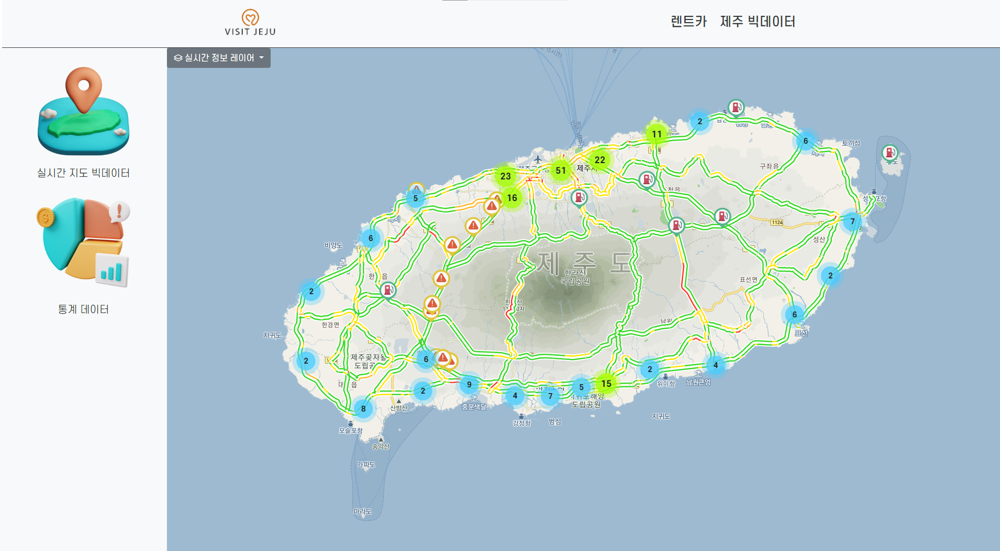 VISIT JEJU
렌트카 제주 빅데이터
실시간 정보 레이어
실시간 지도 빅데이터
통계 데이터
(5시간)
2
11
6
토끼섬
22
51
제주시
23
구좌읍
16
5
성산포항
7
1124
6
비양도
성산
제 주 도
한라산
국립공원
표선면
2
2
6
한경면
남원
차귀도
표선
2
제주곶자왈
도립공
6
4
2
위미항
남원큰엉
15
9
2
5
4
7
도립공원
중문색달
8
산방산
강정항
범섬
지귀도
모슬포항
송악산
가파도
마라도